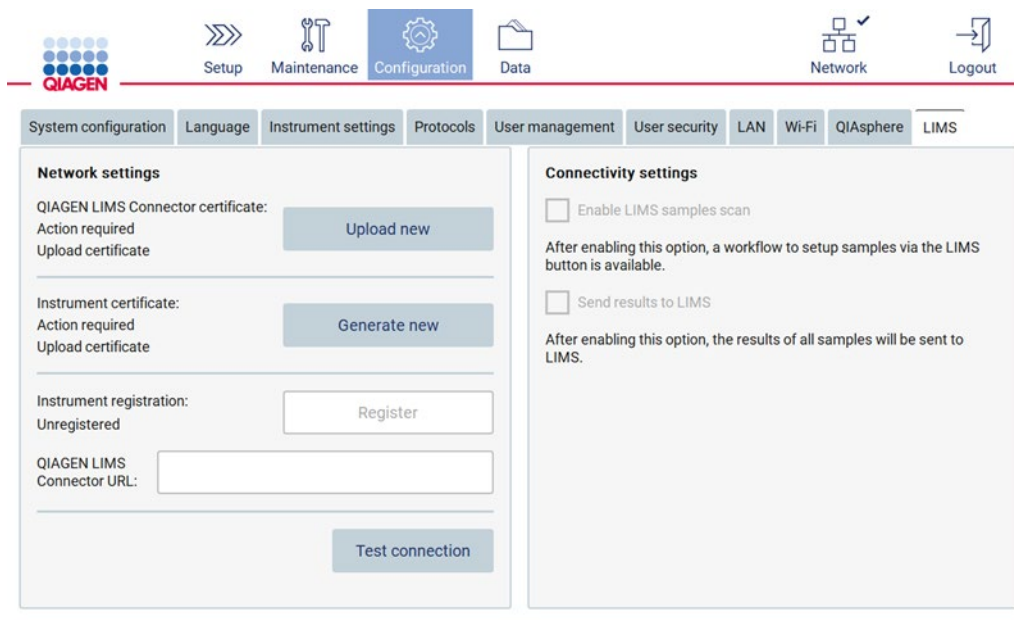 QIAGEN
Setup
Maintenance
Configuration
Data
Network
Logout
System configuration
Language
Instrument settings
Protocols
User management
User security
LAN
Wi-Fi
QIAsphere
LIMS
Network settings
QIAGEN LIMS Connector certificate:
Action required
Upload certificate
Upload new
Instrument certificate:
Action required
Upload certificate
Generate new
Instrument registration:
Unregistered
Register
QIAGEN LIMS
Connector URL:
Test connection
Connectivity settings
Enable LIMS samples scan
After enabling this option, a workflow to setup samples via the LIMS
button is available.
Send results to LIMS
After enabling this option, the results of all samples will be sent to
LIMS.